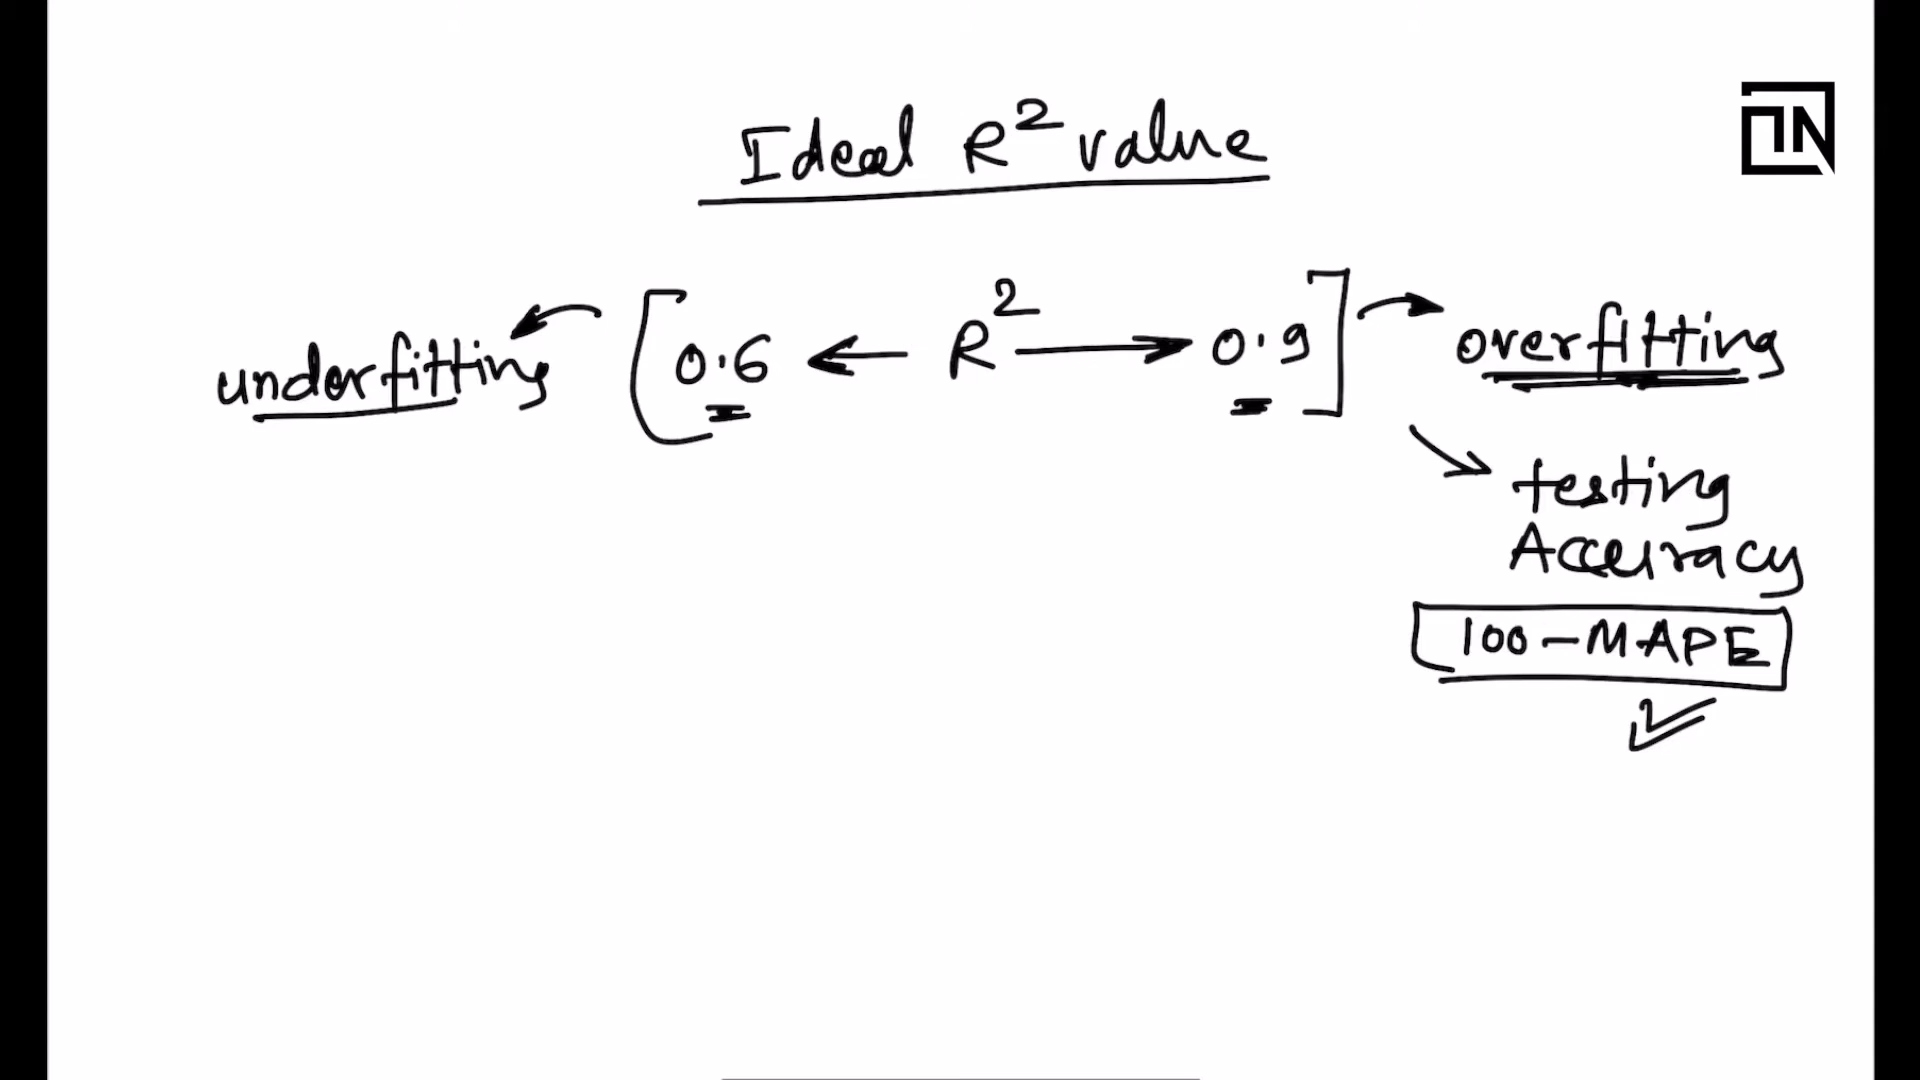 Ideal R² value
underfitting [0.6 ← R² → 0.9] overfitting
testing
Accuracy
100-MAPE